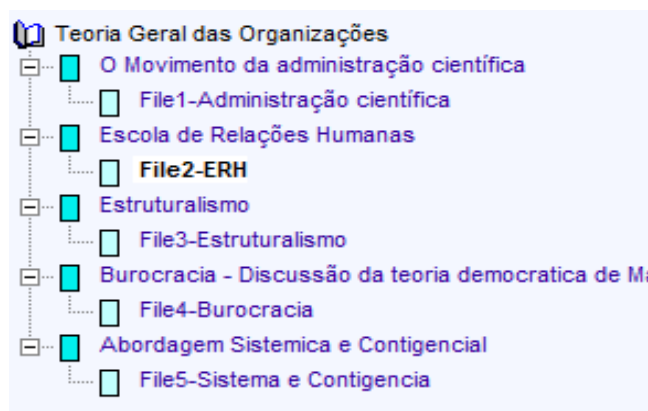 Teoria Geral das Organizações
O Movimento da administração científica
File1-Administração científica
Escola de Relações Humanas
File2-ERH
Estruturalismo
File3-Estruturalismo
Burocracia - Discussão da teoria democratica de
File4-Burocracia
Abordagem Sistemica e Contigencial
File5-Sistema e Contigencia